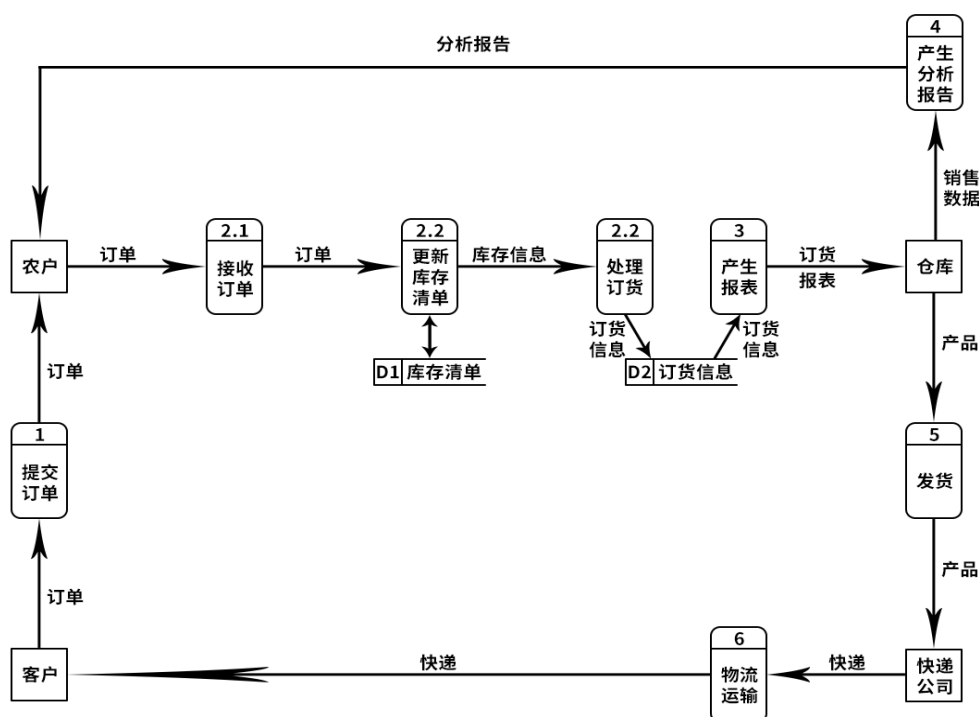 4
分析报告
产生
分析
报告
销售
数据
2.1
2.2
2.2
3
农户
订单
接收
订单
订单
更新
库存
清单
库存信息
处理
订货
产生
报表
订货
报表
仓库
订货
信息
订货
信息
产品
订单
D1 库存清单
D2 订货信息
1
提交
订单
5
发货
订单
产品
6
客户
快递
物流
运输
快递
快递
公司